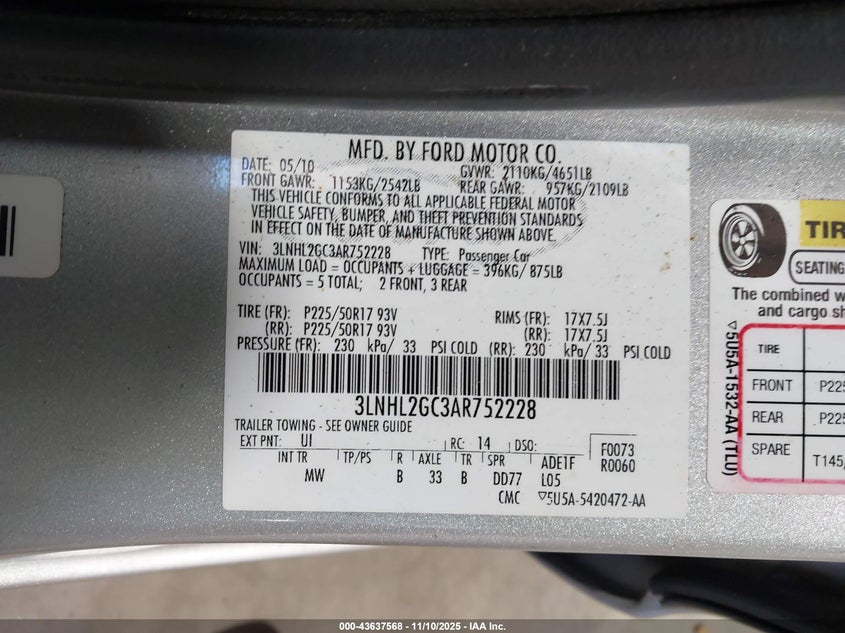 MFD. BY FORD MOTOR CO.
DATE: 05/10 GVWR: 2110KG/4651LB
FRONT GAWR: 1153KG/2542LB REAR GAWR: 957KG/2109LB
THIS VEHICLE CONFORMS TO ALL APPLICABLE FEDERAL MOTOR
VEHICLE SAFETY, BUMPER, AND THEFT PREVENTION STANDARDS
IN EFFECT ON THE DATE OF MANUFACTURE SHOWN ABOVE.
VIN: 3LNHL2GC3AR752228 TYPE: Passenger Car
MAXIMUM LOAD = OCCUPANTS + LUGGAGE = 396KG/ 875LB
OCCUPANTS = 5 TOTAL; 2 FRONT, 3 REAR
TIRE (FR): P225/50R17 93V RIMS (FR): 17X7.5J
(RR): P225/50R17 93V (RR): 17X7.5J
PRESSURE (FR): 230 kPa/ 33 PSI COLD (RR): 230 kPa/ 33 PSI COLD
3LNHL2GC3AR752228
TRAILER TOWING - SEE OWNER GUIDE
EXT PNT: UI RC: 14 DSO: F0073
R0060
INT TR TP/PS R AXLE TR SPR ADE1F
MW B 33 B DD77 L05
CMC ▽5U5A-5420472-AA
TIR
SEATING
The combined w
and cargo sh
▽5U5A-1532-AA (TL0)
TIRE
FRONT P225
REAR P225
SPARE T145/
000-43637568 - 11/10/2025 - IAA Inc.